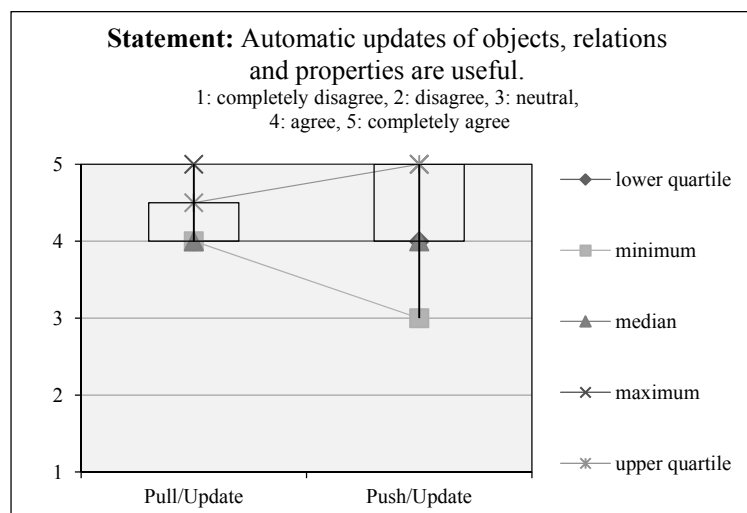 Statement: Automatic updates of objects, relations
and properties are useful.
1: completely disagree, 2: disagree, 3: neutral,
4: agree, 5: completely agree
5
4
3
2
1
Pull/Update
Push/Update
lower quartile
minimum
median
maximum
upper quartile